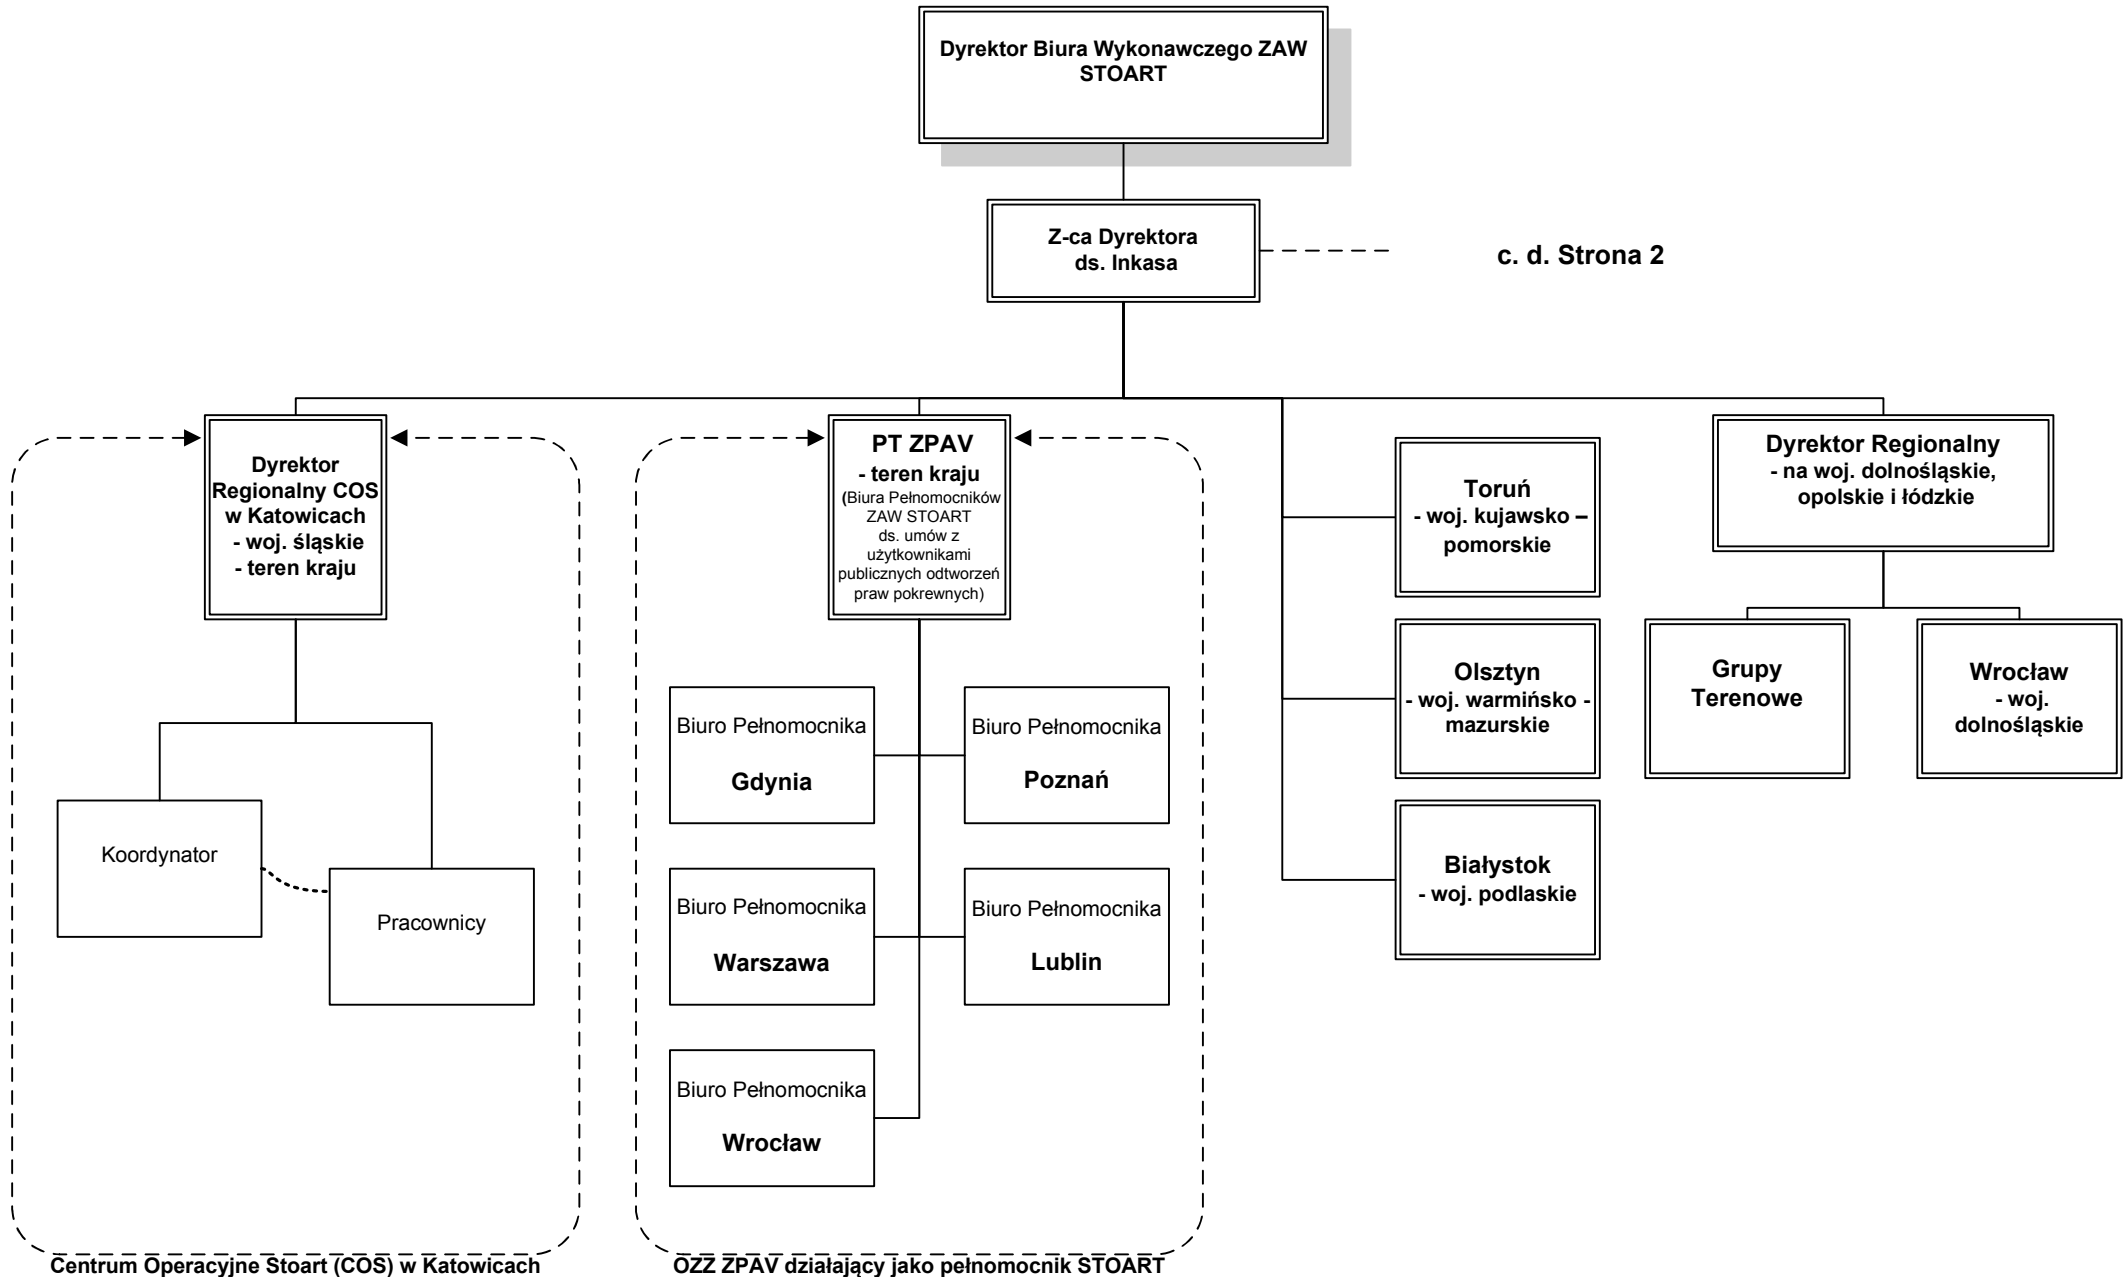 Dyrektor Biura Wykonawczego ZAW
STOART
Z-ca Dyrektora
ds. Inkasa
c. d. Strona 2
Dyrektor
Regionalny COS
w Katowicach
- woj. śląskie
- teren kraju
PT ZPAV
- teren kraju
(Biura Pełnomocników
ZAW STOART
ds. umów z
użytkownikami
publicznych odtworzeń
praw pokrewnych)
Toruń
- woj. kujawsko –
pomorskie
Dyrektor Regionalny
- na woj. dolnośląskie,
opolskie i łódzkie
Olsztyn
- woj. warmińsko -
mazurskie
Grupy
Terenowe
Wrocław
- woj.
dolnośląskie
Biuro Pełnomocnika
Gdynia
Biuro Pełnomocnika
Poznań
Koordynator
Pracownicy
Biuro Pełnomocnika
Warszawa
Biuro Pełnomocnika
Lublin
Białystok
- woj. podlaskie
Biuro Pełnomocnika
Wrocław
Centrum Operacyjne Stoart (COS) w Katowicach
OZZ ZPAV działający jako pełnomocnik STOART